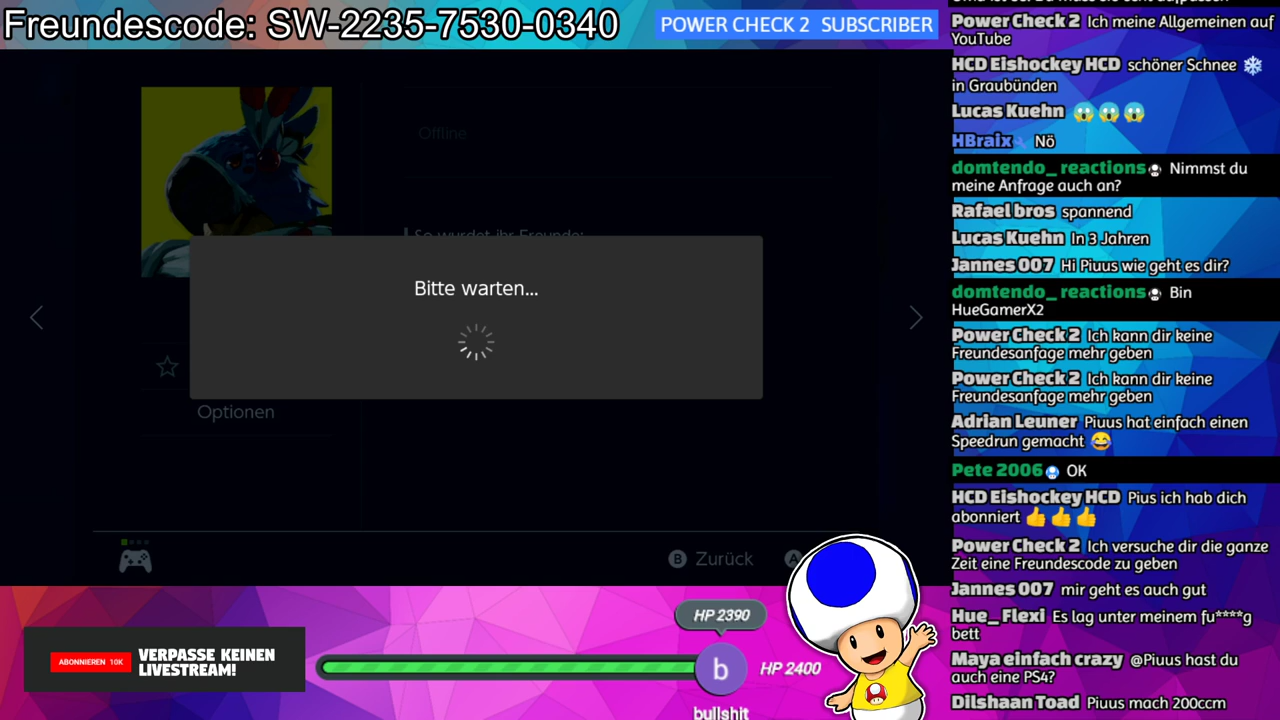 Freundescode: SW-2235-7530-0340
POWER CHECK 2 SUBSCRIBER
Offline
So wurdet ihr Freunde:
Bitte warten...
Optionen
B Zurück
A
ABONNIEREN 10K
VERPASSE KEINEN
LIVESTREAM!
HP 2390
b
HP 2400
bullshit
Power Check 2 Ich meine Allgemeinen auf
YouTube
HCD Eishockey HCD schöner Schnee ❄
in Graubünden
Lucas Kuehn 😱😱😱
HBraix🔧 Nö
domtendo_reactions Nimmst du
meine Anfrage auch an?
Rafael bros spannend
Lucas Kuehn In 3 Jahren
Jannes 007 Hi Piuus wie geht es dir?
domtendo_reactions Bin
HueGamerX2
Power Check 2 Ich kann dir keine
Freundesanfage mehr geben
Power Check 2 Ich kann dir keine
Freundesanfage mehr geben
Adrian Leuner Piuus hat einfach einen
Speedrun gemacht 😂
Pete 2006 OK
HCD Eishockey HCD Pius ich hab dich
abonniert 👍👍👍
Power Check 2 Ich versuche dir die ganze
Zeit eine Freundescode zu geben
Jannes 007 mir geht es auch gut
Hue_Flexi Es lag unter meinem fu****g
bett
Maya einfach crazy @Piuus hast du
auch eine PS4?
Dilshaan Toad Piuus mach 200ccm